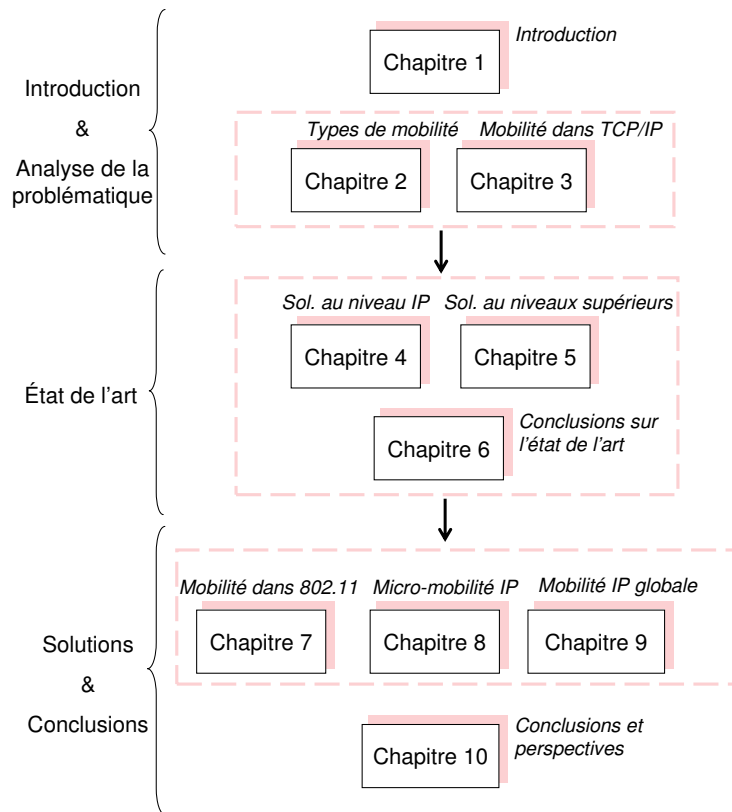 Introduction
Chapitre 1
Introduction
&
Analyse de la
problématique
Types de mobilité
Mobilité dans TCP/IP
Chapitre 2
Chapitre 3
Sol. au niveau IP
Sol. au niveaux supérieurs
Chapitre 4
Chapitre 5
État de l'art
Conclusions sur
l'état de l'art
Chapitre 6
Mobilité dans 802.11
Micro-mobilité IP
Mobilité IP globale
Chapitre 7
Chapitre 8
Chapitre 9
Solutions
&
Conclusions
Conclusions et
perspectives
Chapitre 10